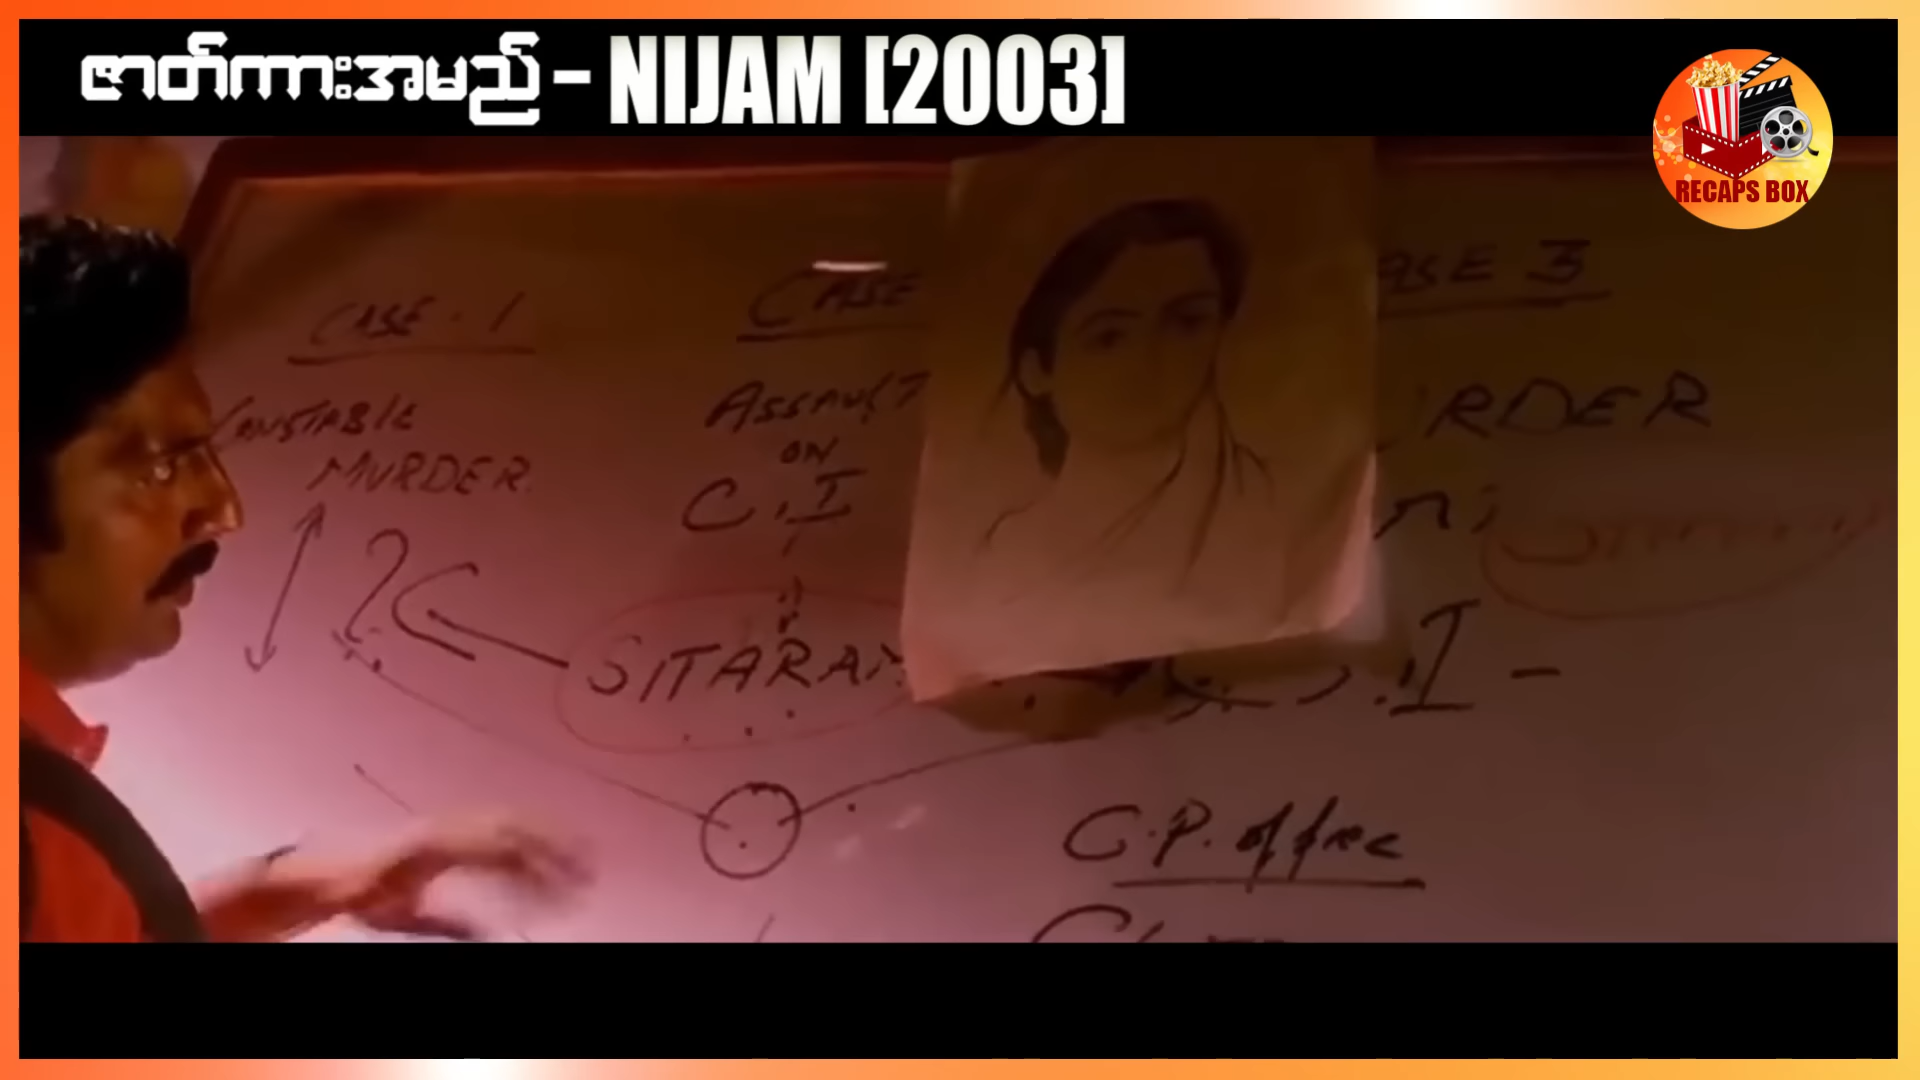 ဇာတ်ကားအမည် - NIJAM [2003]
RECAPS BOX
CASE - 1
CONSTABLE
MURDER
CASE
ASSAULT
ON
C.I
SITARAM
CASE 3
MURDER
C.P. office